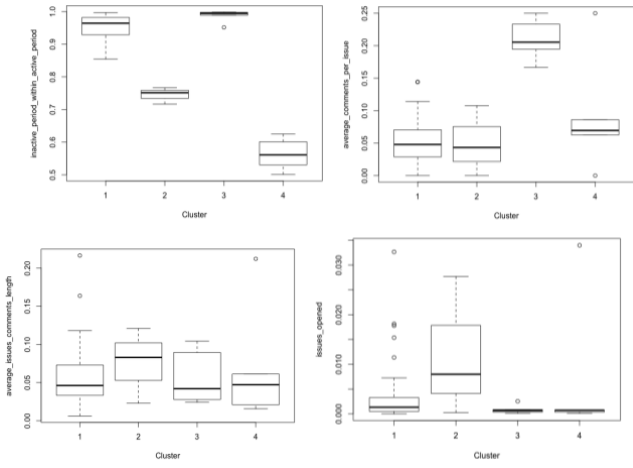 inactive_period_within_active_period
1.0
0.9
0.8
0.7
0.6
0.5
1 2 3 4
Cluster
average_comments_per_issue
0.25
0.20
0.15
0.10
0.05
0.00
1 2 3 4
Cluster
average_issues_comments_length
0.20
0.15
0.10
0.05
0.00
1 2 3 4
Cluster
issues_opened
0.030
0.020
0.010
0.000
1 2 3 4
Cluster